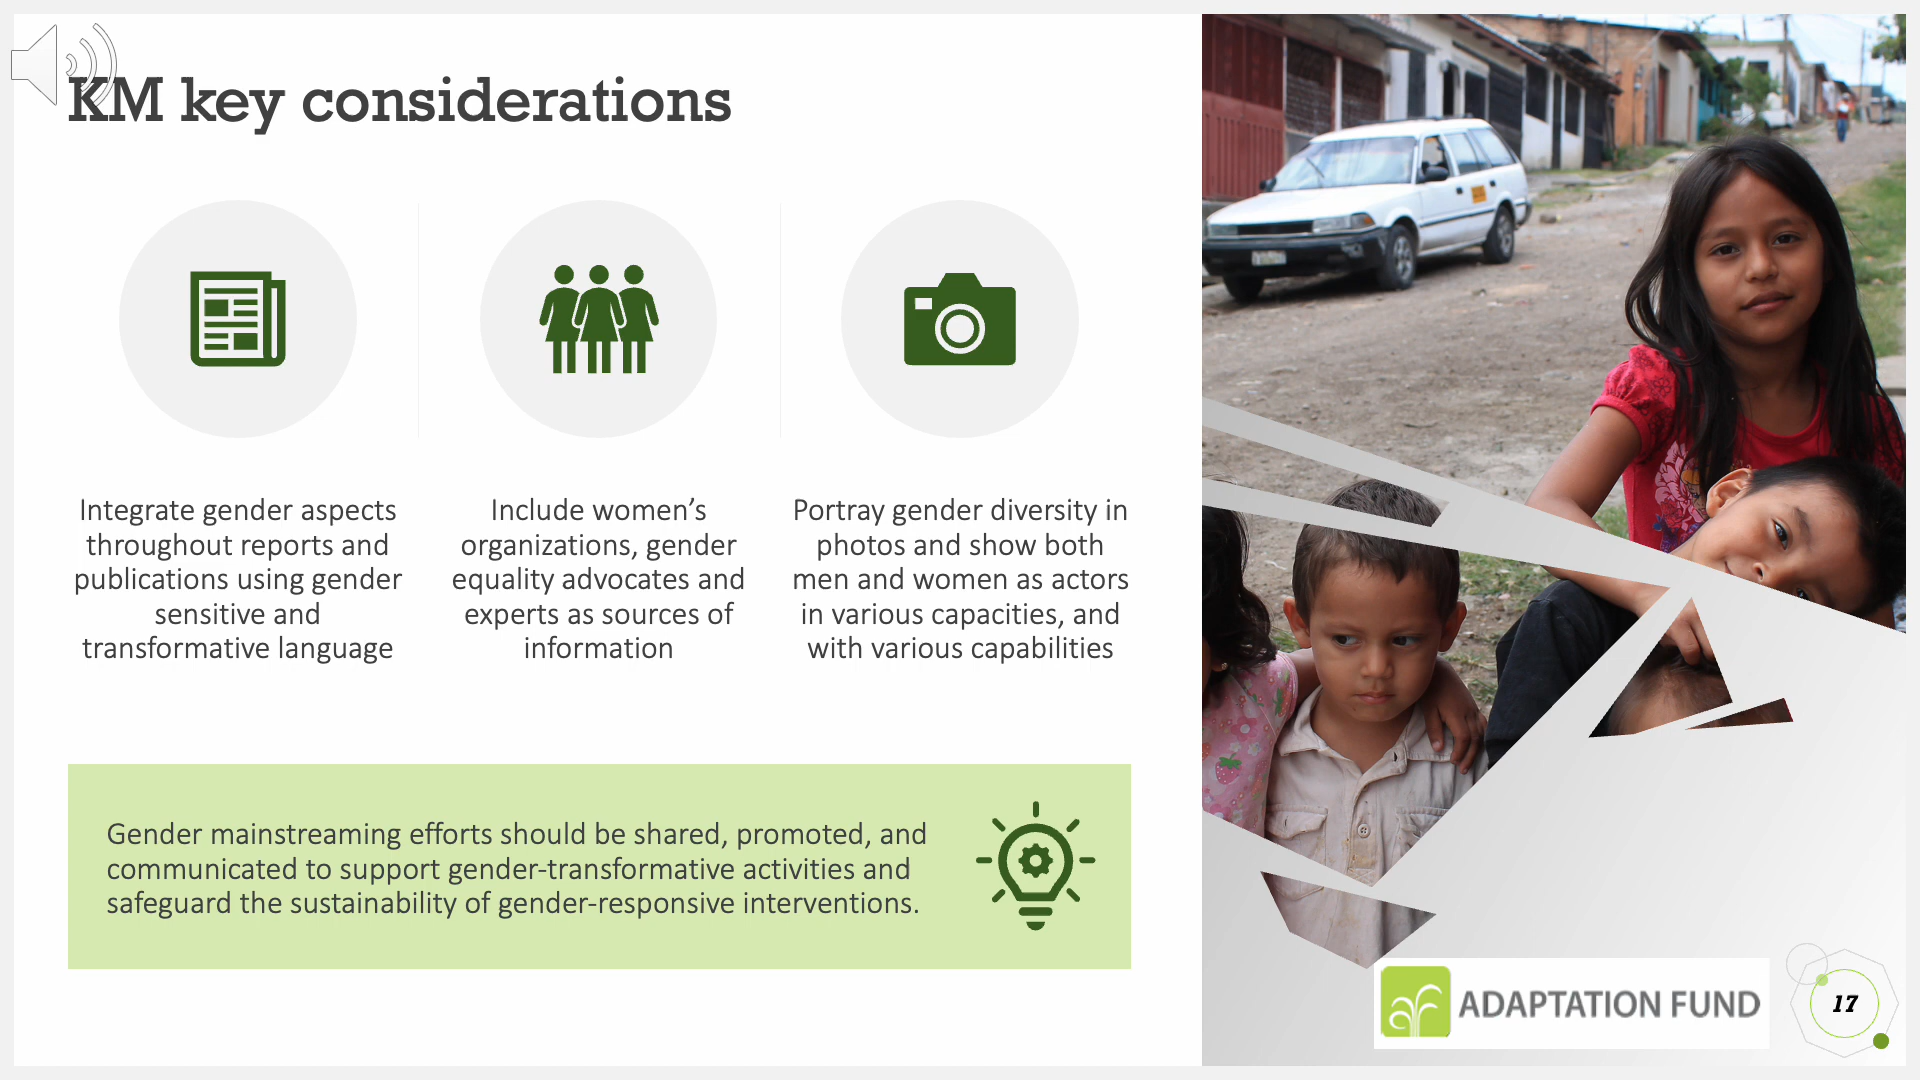 KM key considerations
Integrate gender aspects
throughout reports and
publications using gender
sensitive and
transformative language
Include women’s
organizations, gender
equality advocates and
experts as sources of
information
Portray gender diversity in
photos and show both
men and women as actors
in various capacities, and
with various capabilities
Gender mainstreaming efforts should be shared, promoted, and
communicated to support gender-transformative activities and
safeguard the sustainability of gender-responsive interventions.
ADAPTATION FUND
17